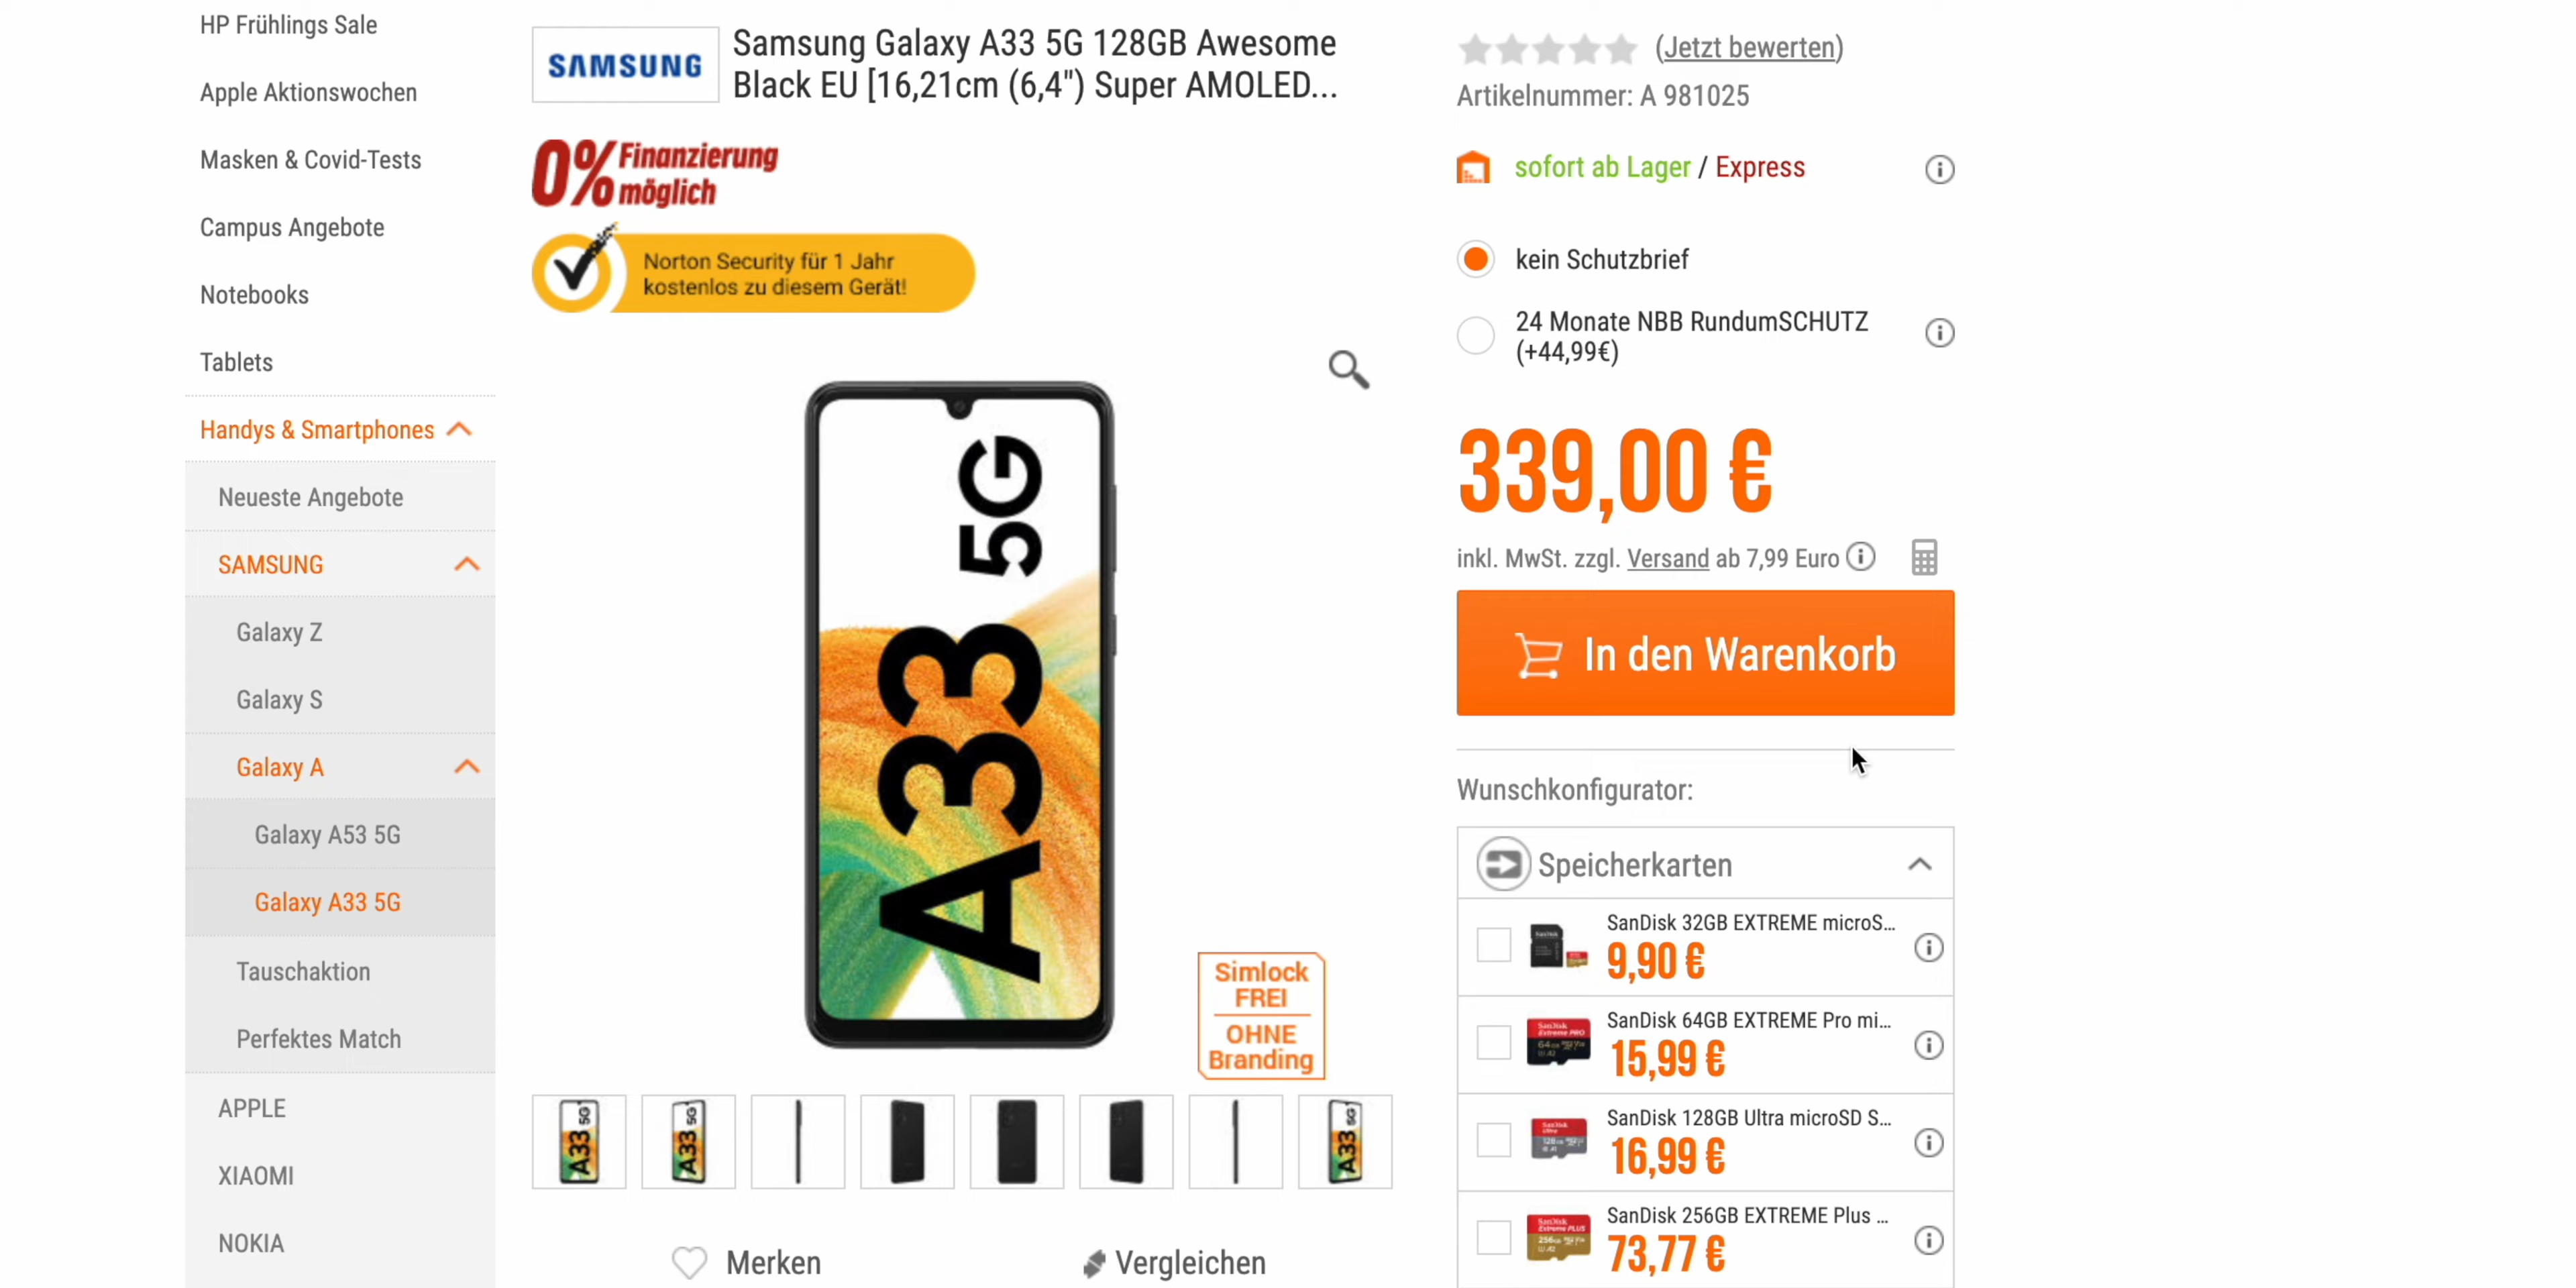 HP Frühlings Sale
Apple Aktionswochen
Masken & Covid-Tests
Campus Angebote
Notebooks
Tablets
Handys & Smartphones
Neueste Angebote
SAMSUNG
Galaxy Z
Galaxy S
Galaxy A
Galaxy A53 5G
Galaxy A33 5G
Tauschaktion
Perfektes Match
APPLE
XIAOMI
NOKIA
SAMSUNG
Samsung Galaxy A33 5G 128GB Awesome
Black EU [16,21cm (6,4") Super AMOLED...
0% Finanzierung
möglich
Norton Security für 1 Jahr
kostenlos zu diesem Gerät!
A33 5G
Simlock
FREI
OHNE
Branding
A33 5G
A33 5G
A33 5G
Merken
Vergleichen
(Jetzt bewerten)
Artikelnummer: A 981025
sofort ab Lager / Express
kein Schutzbrief
24 Monate NBB RundumSCHUTZ
(+44,99€)
339,00 €
inkl. MwSt. zzgl. Versand ab 7,99 Euro
In den Warenkorb
Wunschkonfigurator:
Speicherkarten
SanDisk 32GB EXTREME microS...
9,90 €
SanDisk 64GB EXTREME Pro mi...
15,99 €
SanDisk 128GB Ultra microSD S...
16,99 €
SanDisk 256GB EXTREME Plus ...
73,77 €